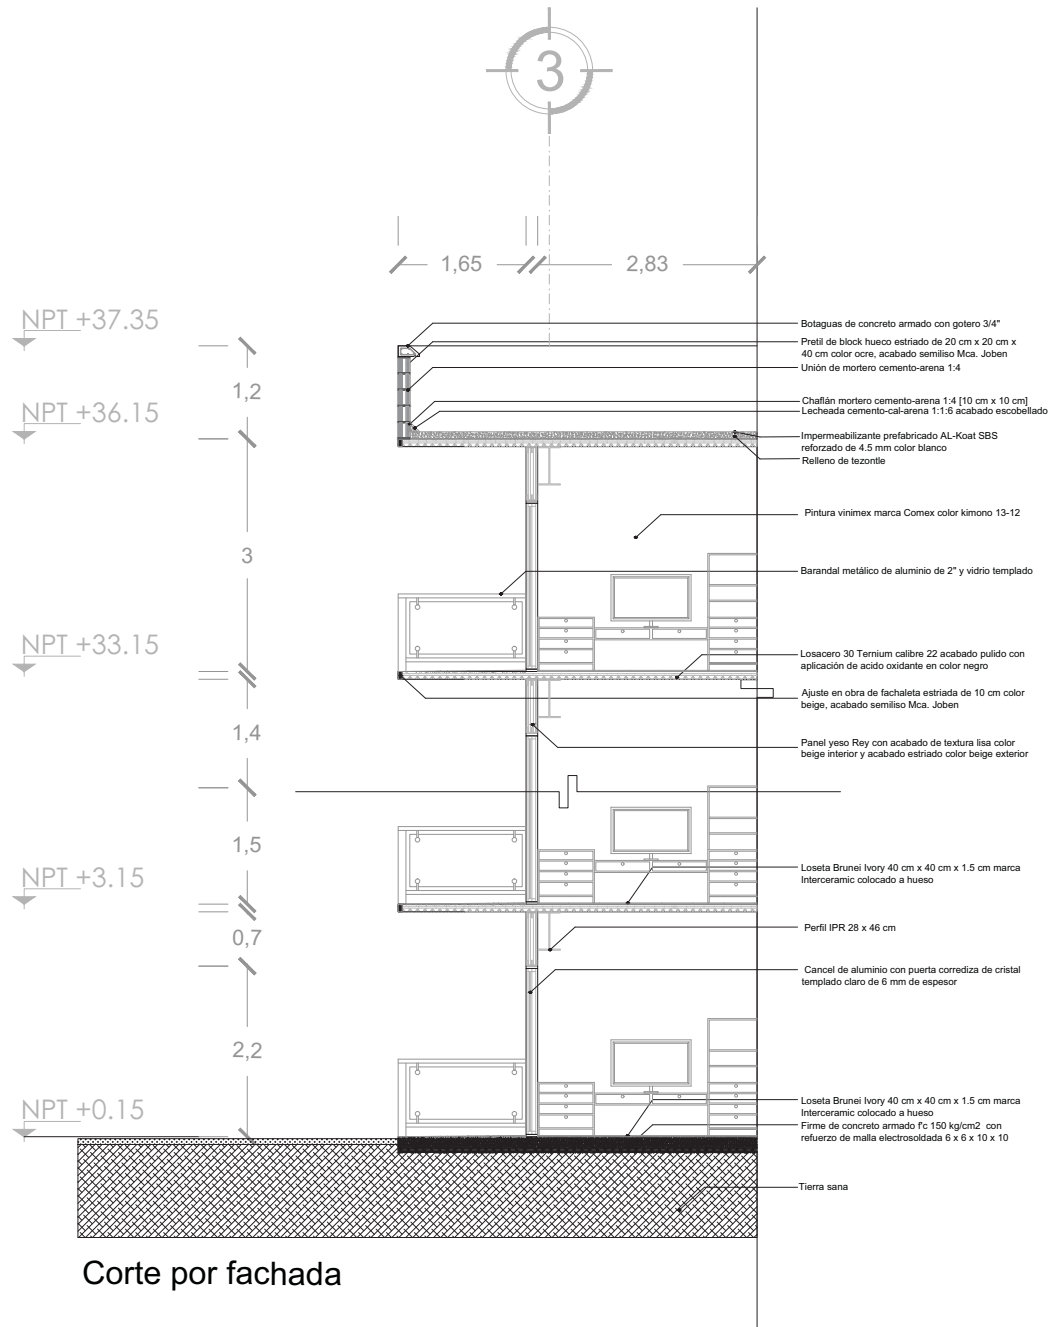 3
1,65
2,83
NPT +37.35
Botaguas de concreto armado con gotero 3/4"
Pretil de block hueco estriado de 20 cm x 20 cm x
40 cm color ocre, acabado semiliso Mca. Joben
Unión de mortero cemento-arena 1:4
1,2
Chaflán mortero cemento-arena 1:4 [10 cm x 10 cm]
Lecheada cemento-cal-arena 1:1:6 acabado escobellado
NPT +36.15
Impermeabilizante prefabricado AL-Koat SBS
reforzado de 4.5 mm color blanco
Relleno de tezontle
Pintura vinimex marca Comex color kimono 13-12
3
Barandal metálico de aluminio de 2" y vidrio templado
NPT +33.15
Losacero 30 Ternium calibre 22 acabado pulido con
aplicación de acido oxidante en color negro
Ajuste en obra de fachaleta estriada de 10 cm color
beige, acabado semiliso Mca. Joben
1,4
Panel yeso Rey con acabado de textura lisa color
beige interior y acabado estriado color beige exterior
1,5
NPT +3.15
Loseta Brunei Ivory 40 cm x 40 cm x 1.5 cm marca
Interceramic colocado a hueso
0,7
Perfil IPR 28 x 46 cm
Cancel de aluminio con puerta corrediza de cristal
templado claro de 6 mm de espesor
2,2
NPT +0.15
Loseta Brunei Ivory 40 cm x 40 cm x 1.5 cm marca
Interceramic colocado a hueso
Firme de concreto armado f'c 150 kg/cm2 con
refuerzo de malla electrosoldada 6 x 6 x 10 x 10
Tierra sana
Corte por fachada